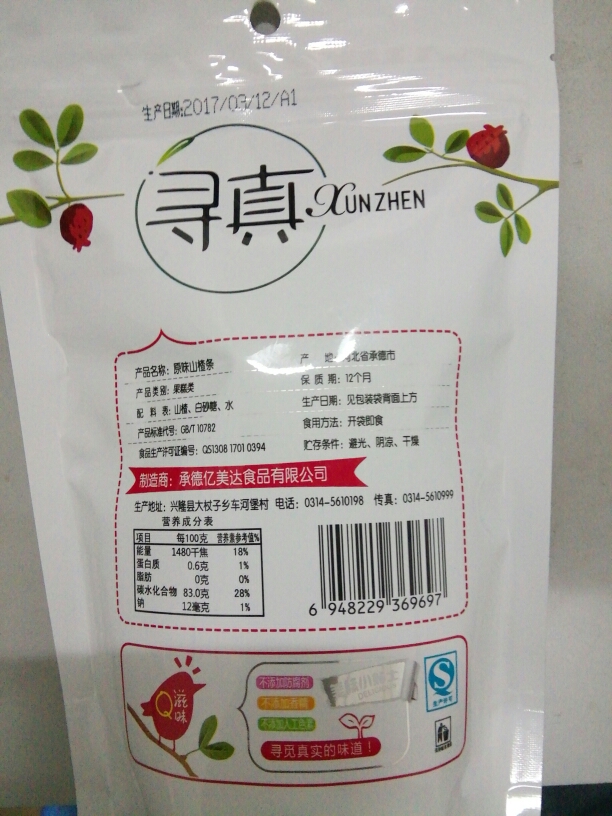 生产日期:2017/03/12/A1
寻真 XUNZHEN
产品名称: 原味山楂条
产品类别: 果糕类
配 料 表: 山楂、白砂糖、水
产品标准代号: GB/T 10782
食品生产许可证编号: QS1308 1701 0394
产 地: 河北省承德市
保 质 期: 12个月
生产日期: 见包装袋背面上方
食用方法: 开袋即食
贮存条件: 避光、阴凉、干燥
制造商: 承德亿美达食品有限公司
生产地址: 兴隆县大杖子乡车河堡村 电话: 0314-5610198 传真: 0314-5610999
营养成分表
项目 每100克 营养素参考值%
能量 1480千焦 18%
蛋白质 0.6克 1%
脂肪 0克 0%
碳水化合物 83.0克 28%
钠 12毫克 1%
6 948229 369697
Q滋味
不添加防腐剂
不添加香精
不添加人工色素
寻觅真实的味道!
生产许可